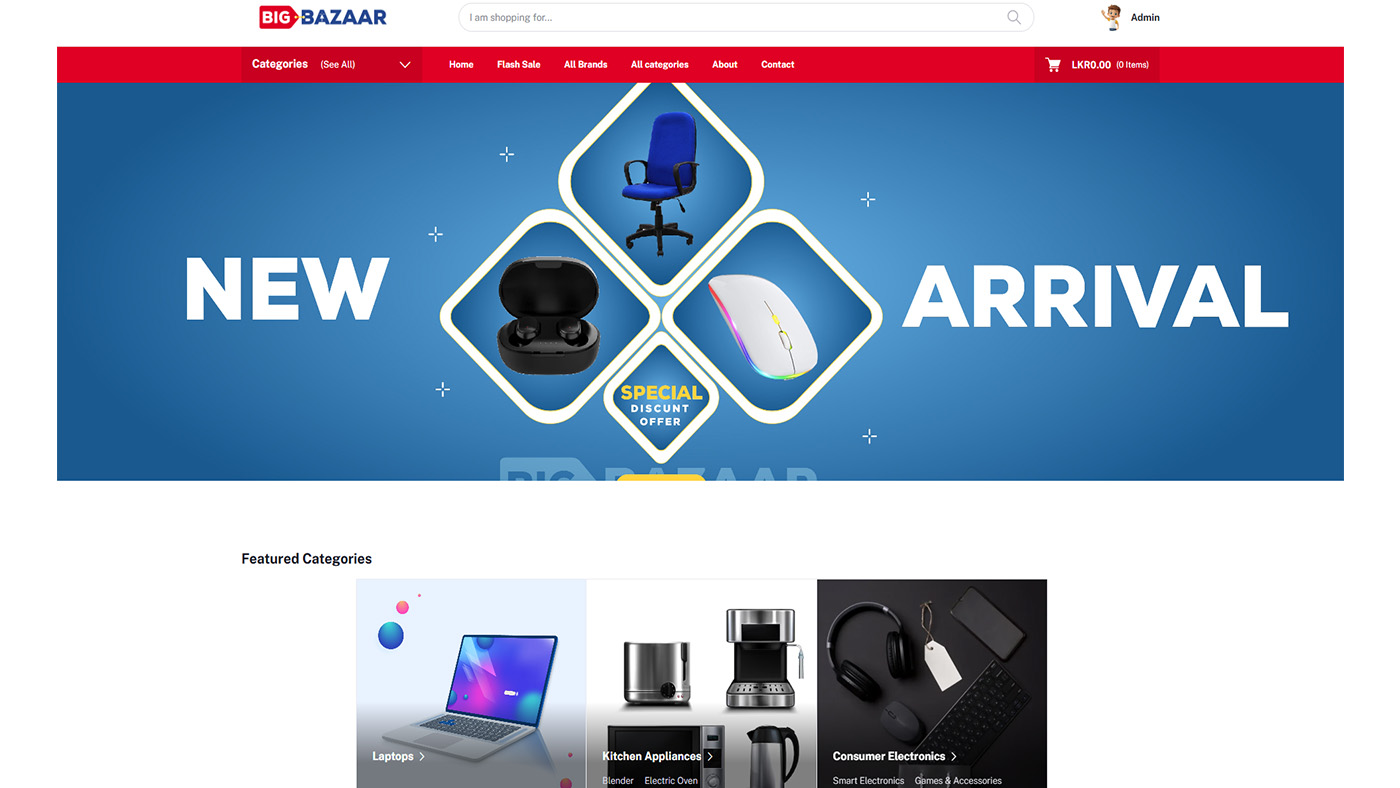 BIG BAZAAR
I am shopping for...
Admin
Categories (See All)
Home Flash Sale All Brands All categories About Contact
LKR0.00 (0 Items)
NEW ARRIVAL
SPECIAL
DISCUNT
OFFER
BIG BAZAAR
Featured Categories
Laptops
Kitchen Appliances
Consumer Electronics
Blender Electric Oven
Smart Electronics Games & Accessories